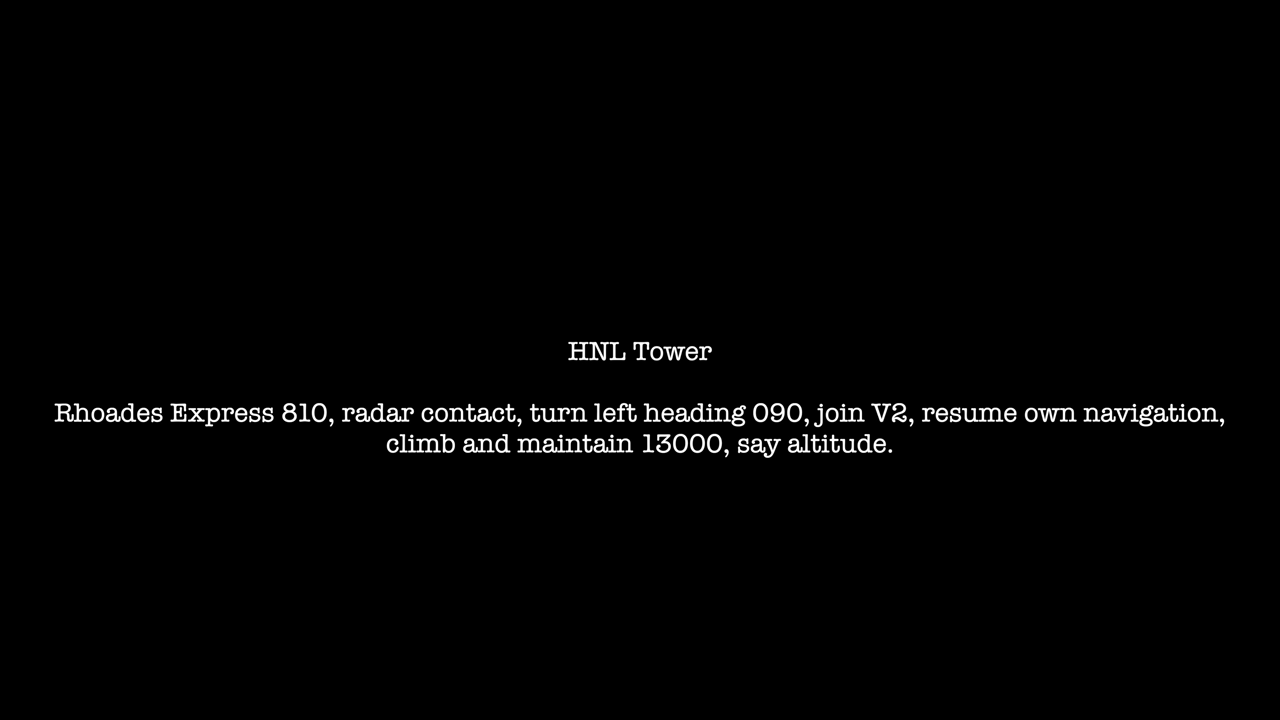 HNL Tower
Rhoades Express 810, radar contact, turn left heading 090, join V2, resume own navigation,
climb and maintain 13000, say altitude.